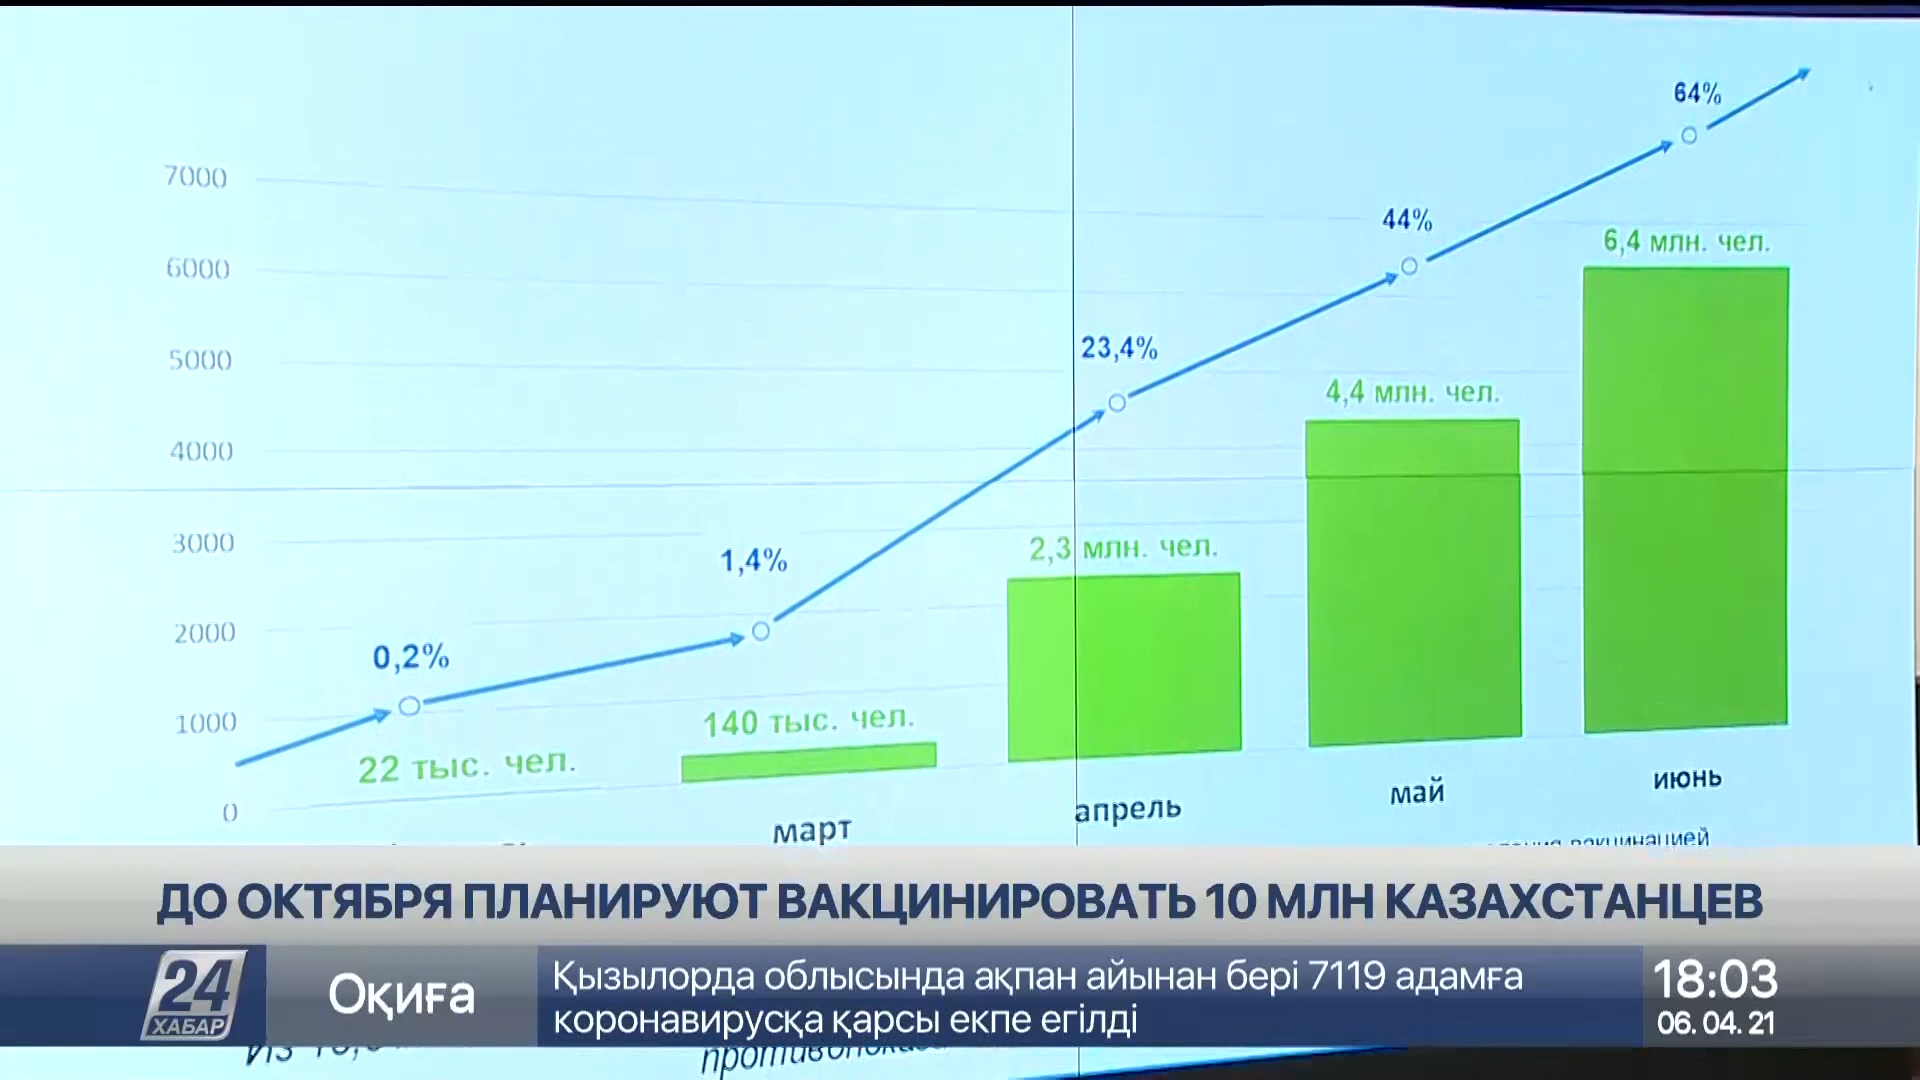 64%
7000
44%
6,4 млн. чел.
6000
23,4%
5000
4,4 млн. чел.
4000
3000
1,4%
2,3 млн. чел.
2000
0,2%
1000
140 тыс. чел.
22 тыс. чел.
0
март
апрель
май
июнь
вакцинацией
ДО ОКТЯБРЯ ПЛАНИРУЮТ ВАКЦИНИРОВАТЬ 10 МЛН КАЗАХСТАНЦЕВ
24
ХАБАР
Оқиға
Қызылорда облысында ақпан айынан бері 7119 адамға
коронавирусқа қарсы екпе егілді
18:03
06. 04. 21